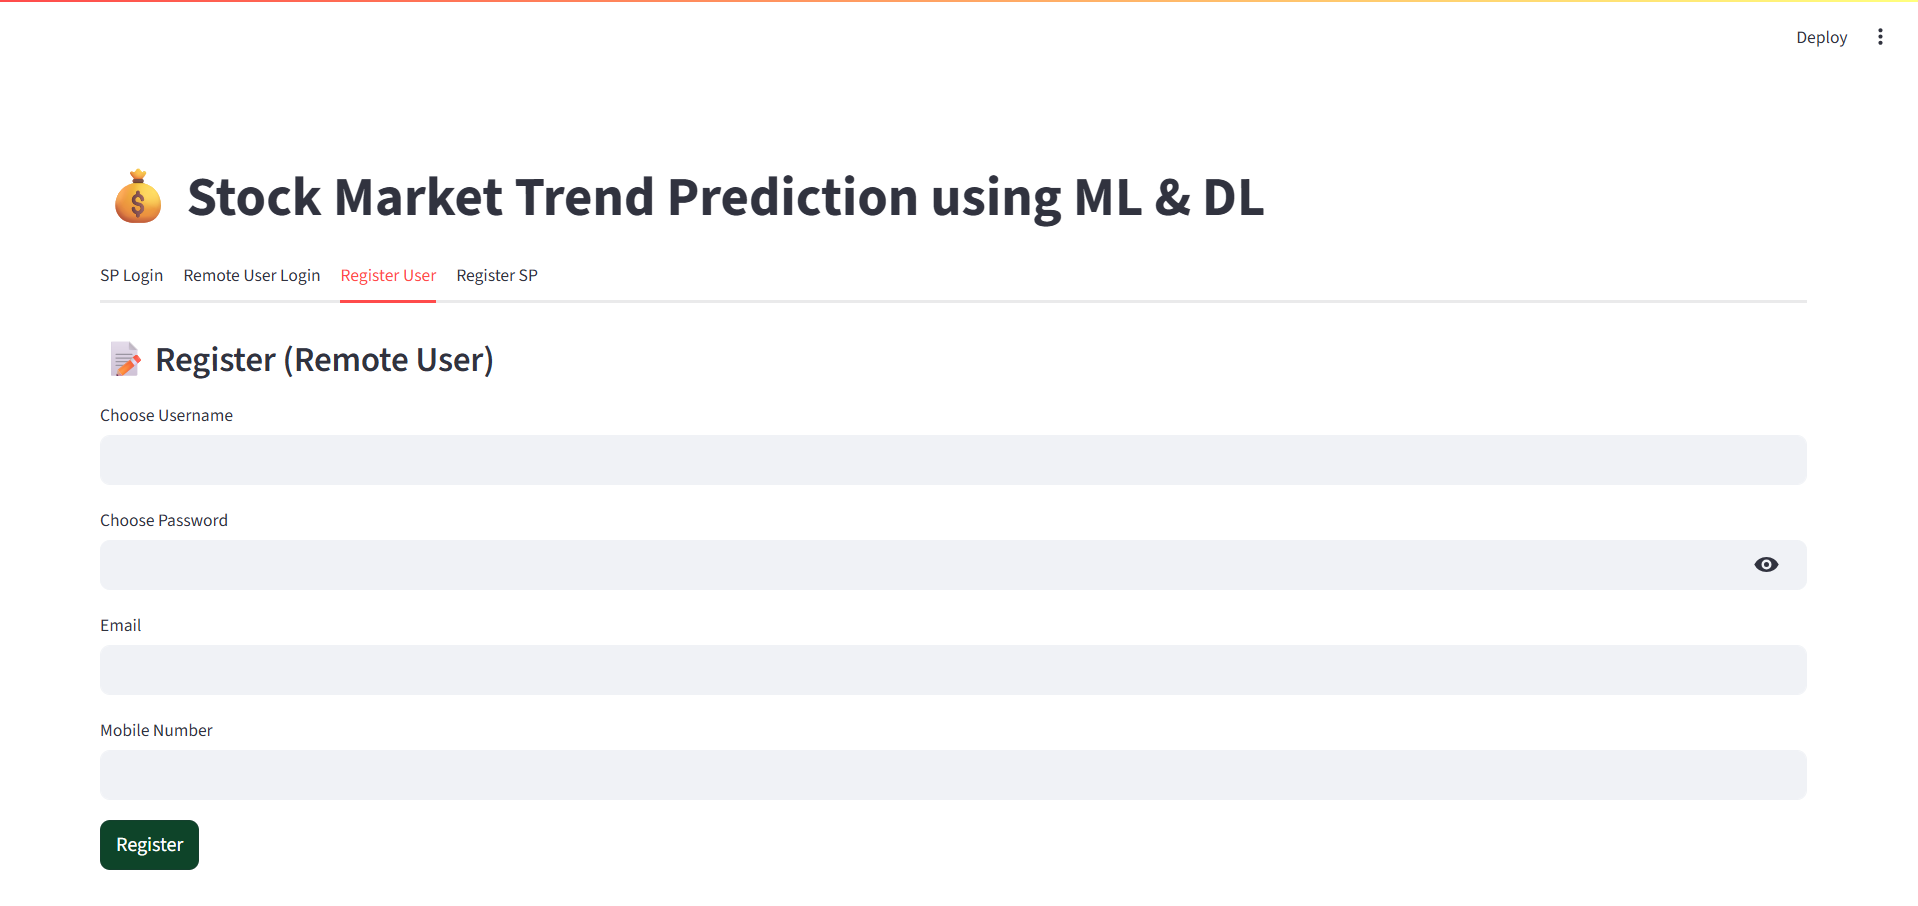 Deploy
Stock Market Trend Prediction using ML & DL
SP Login Remote User Login Register User Register SP
Register (Remote User)
Choose Username
Choose Password
Email
Mobile Number
Register